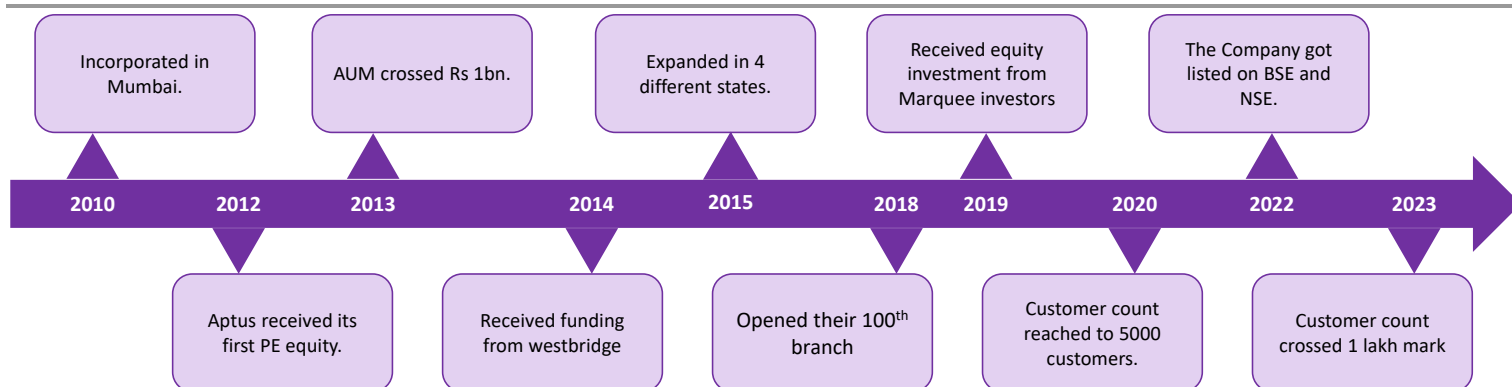 Incorporated in
Mumbai.
AUM crossed Rs 1bn.
Expanded in 4
different states.
Received equity
investment from
Marquee investors
The Company got
listed on BSE and
NSE.
2010 2012 2013 2014 2015 2018 2019 2020 2022 2023
Aptus received its
first PE equity.
Received funding
from westbridge
Opened their 100th
branch
Customer count
reached to 5000
customers.
Customer count
crossed 1 lakh mark